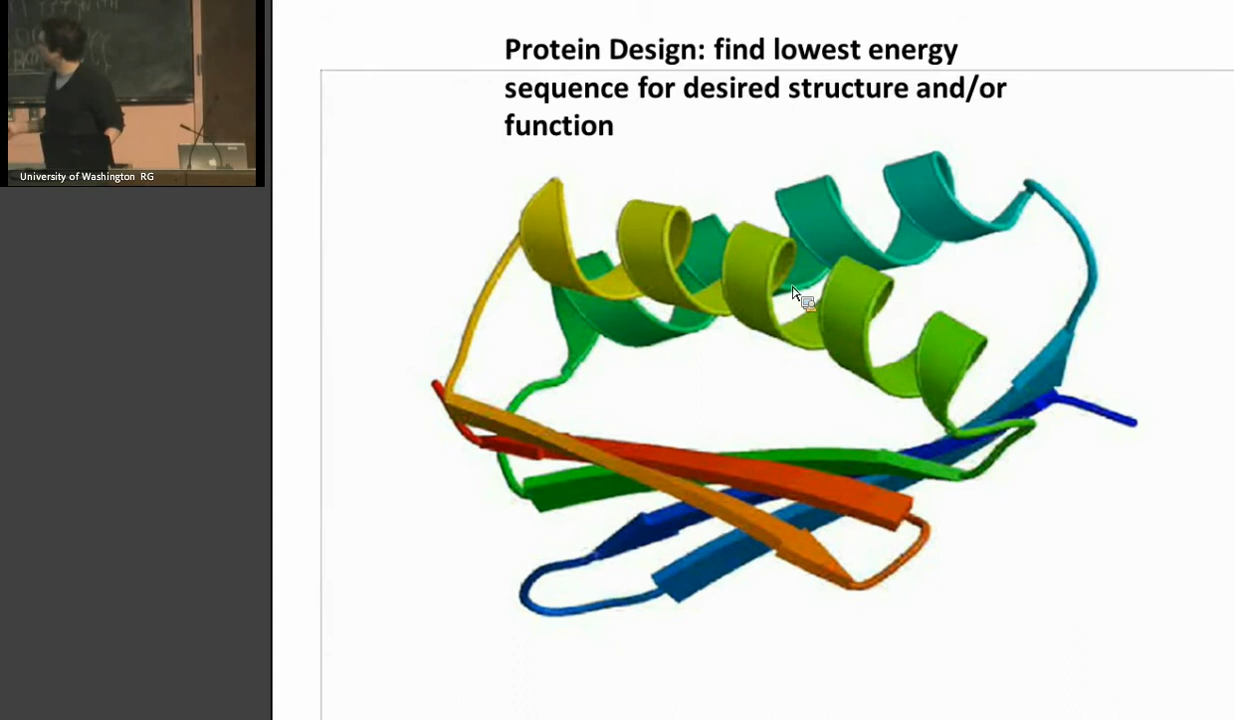 Protein Design: find lowest energy
sequence for desired structure and/or
function
University of Washington RG